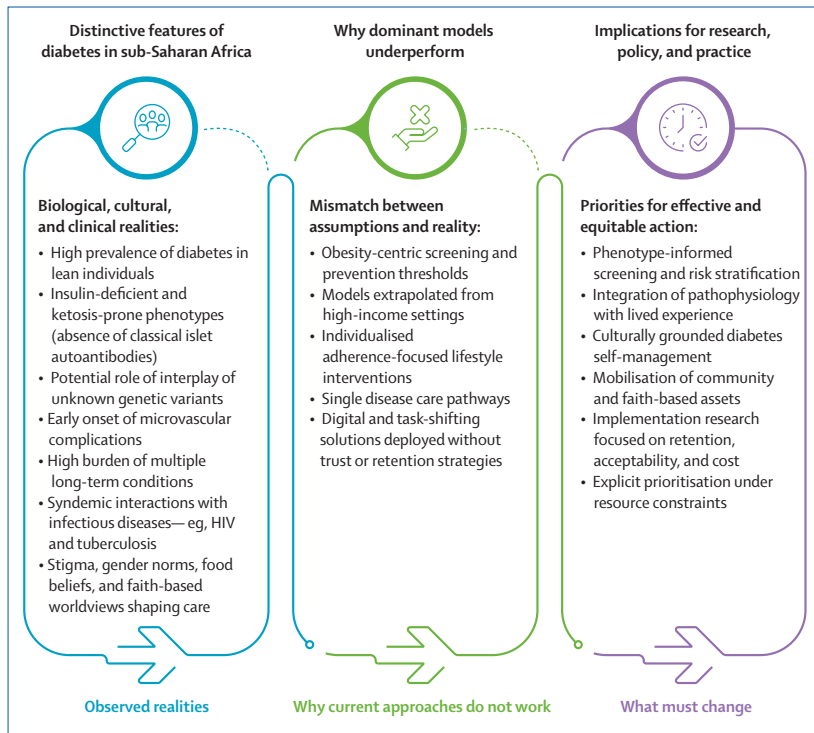 Distinctive features of
diabetes in sub-Saharan Africa
Biological, cultural,
and clinical realities:
• High prevalence of diabetes in
lean individuals
• Insulin-deficient and
ketosis-prone phenotypes
(absence of classical islet
autoantibodies)
• Potential role of interplay of
unknown genetic variants
• Early onset of microvascular
complications
• High burden of multiple
long-term conditions
• Syndemic interactions with
infectious diseases— eg, HIV
and tuberculosis
• Stigma, gender norms, food
beliefs, and faith-based
worldviews shaping care
Observed realities
Why dominant models
underperform
Mismatch between
assumptions and reality:
• Obesity-centric screening and
prevention thresholds
• Models extrapolated from
high-income settings
• Individualised
adherence-focused lifestyle
interventions
• Single disease care pathways
• Digital and task-shifting
solutions deployed without
trust or retention strategies
Why current approaches do not work
Implications for research,
policy, and practice
Priorities for effective and
equitable action:
• Phenotype-informed
screening and risk stratification
• Integration of pathophysiology
with lived experience
• Culturally grounded diabetes
self-management
• Mobilisation of community
and faith-based assets
• Implementation research
focused on retention,
acceptability, and cost
• Explicit prioritisation under
resource constraints
What must change